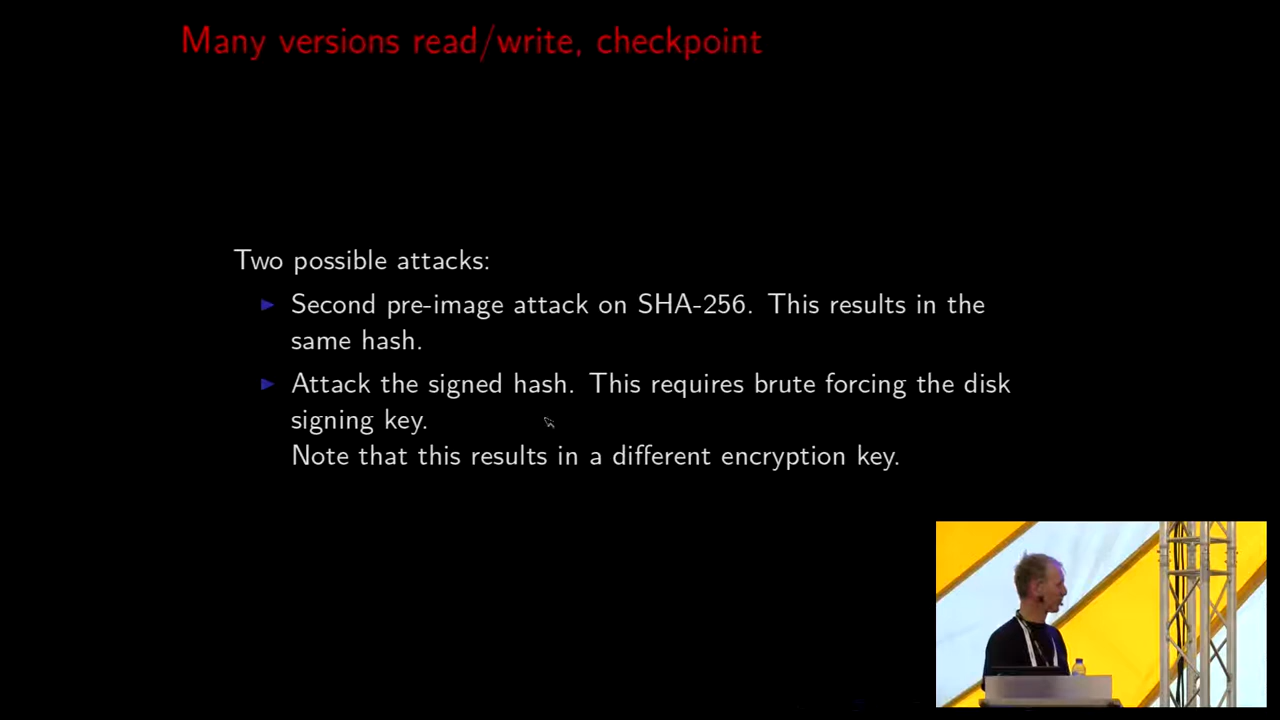 Many versions read/write, checkpoint
Two possible attacks:
Second pre-image attack on SHA-256. This results in the
same hash.
Attack the signed hash. This requires brute forcing the disk
signing key.
Note that this results in a different encryption key.